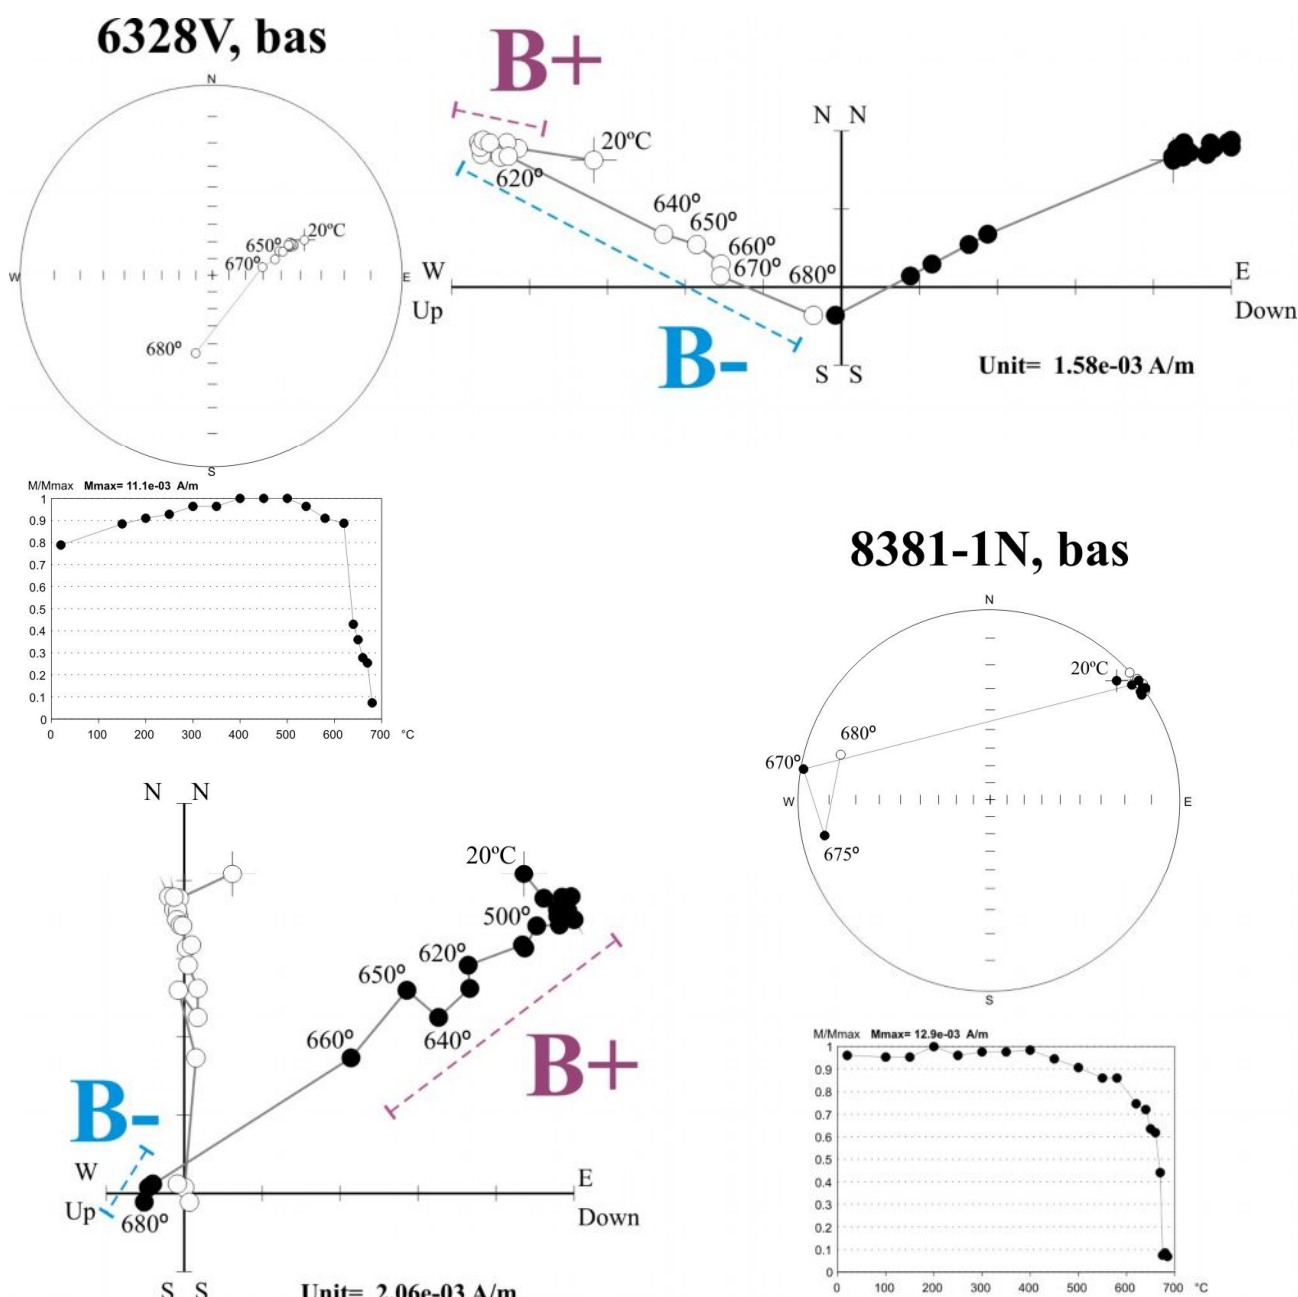 6328V, bas
N
20ºC
650º
670º
W
E
680º
S
B+
N N
20ºC
620º
640º
650º
660º
670º
680º
W
E
Up
Down
B-
S S
Unit= 1.58e-03 A/m
M/Mmax Mmax= 11.1e-03 A/m
1
0.9
0.8
0.7
0.6
0.5
0.4
0.3
0.2
0.1
0
0 100 200 300 400 500 600 700 °C
8381-1N, bas
N
20ºC
680º
670º
W
E
675º
S
N N
20ºC
500º
620º
650º
640º
660º
B+
B-
W
E
Up
Down
680º
S S
Unit= 2.06e-03 A/m
M/Mmax Mmax= 12.9e-03 A/m
1
0.9
0.8
0.7
0.6
0.5
0.4
0.3
0.2
0.1
0
0 100 200 300 400 500 600 700 °C